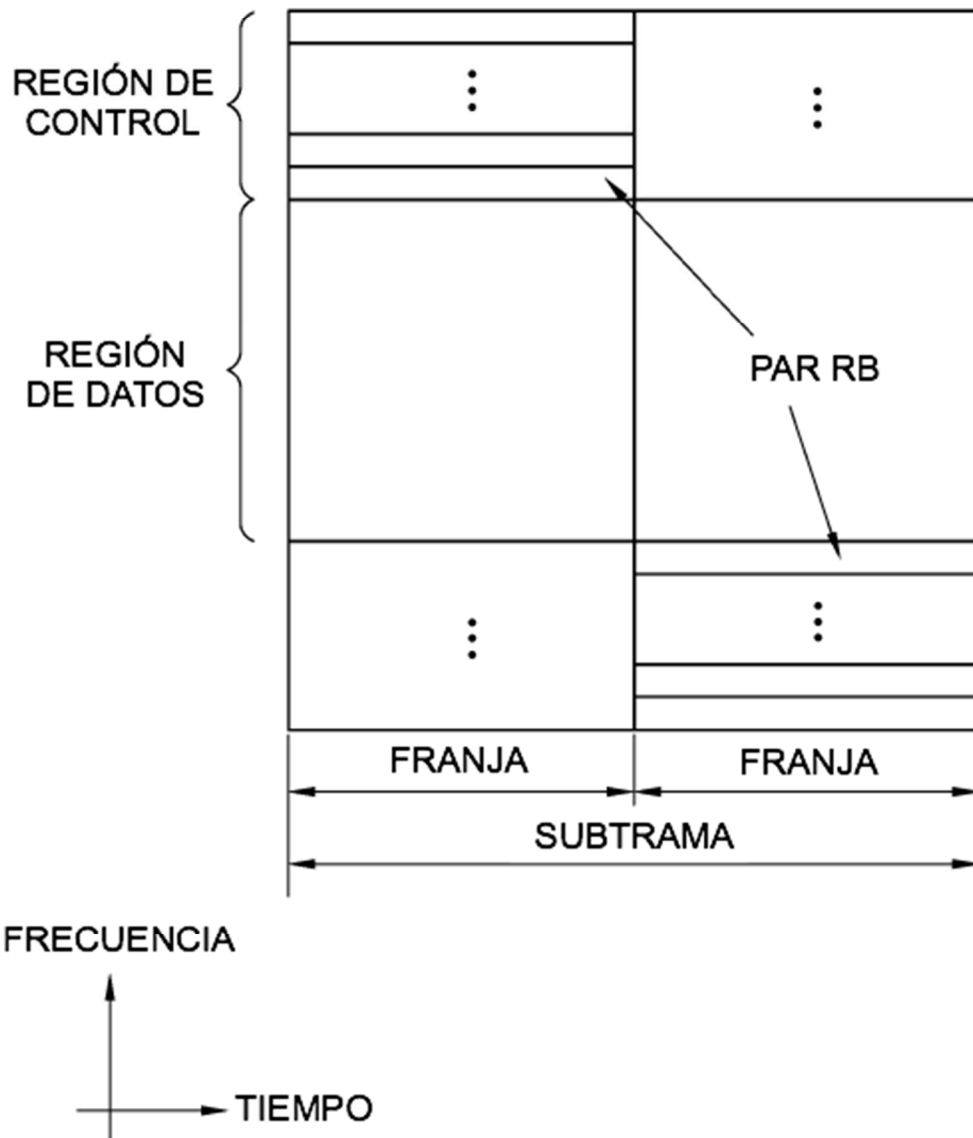 REGIÓN DE
CONTROL
REGIÓN
DE DATOS
PAR RB
FRANJA
FRANJA
SUBTRAMA
FRECUENCIA
TIEMPO